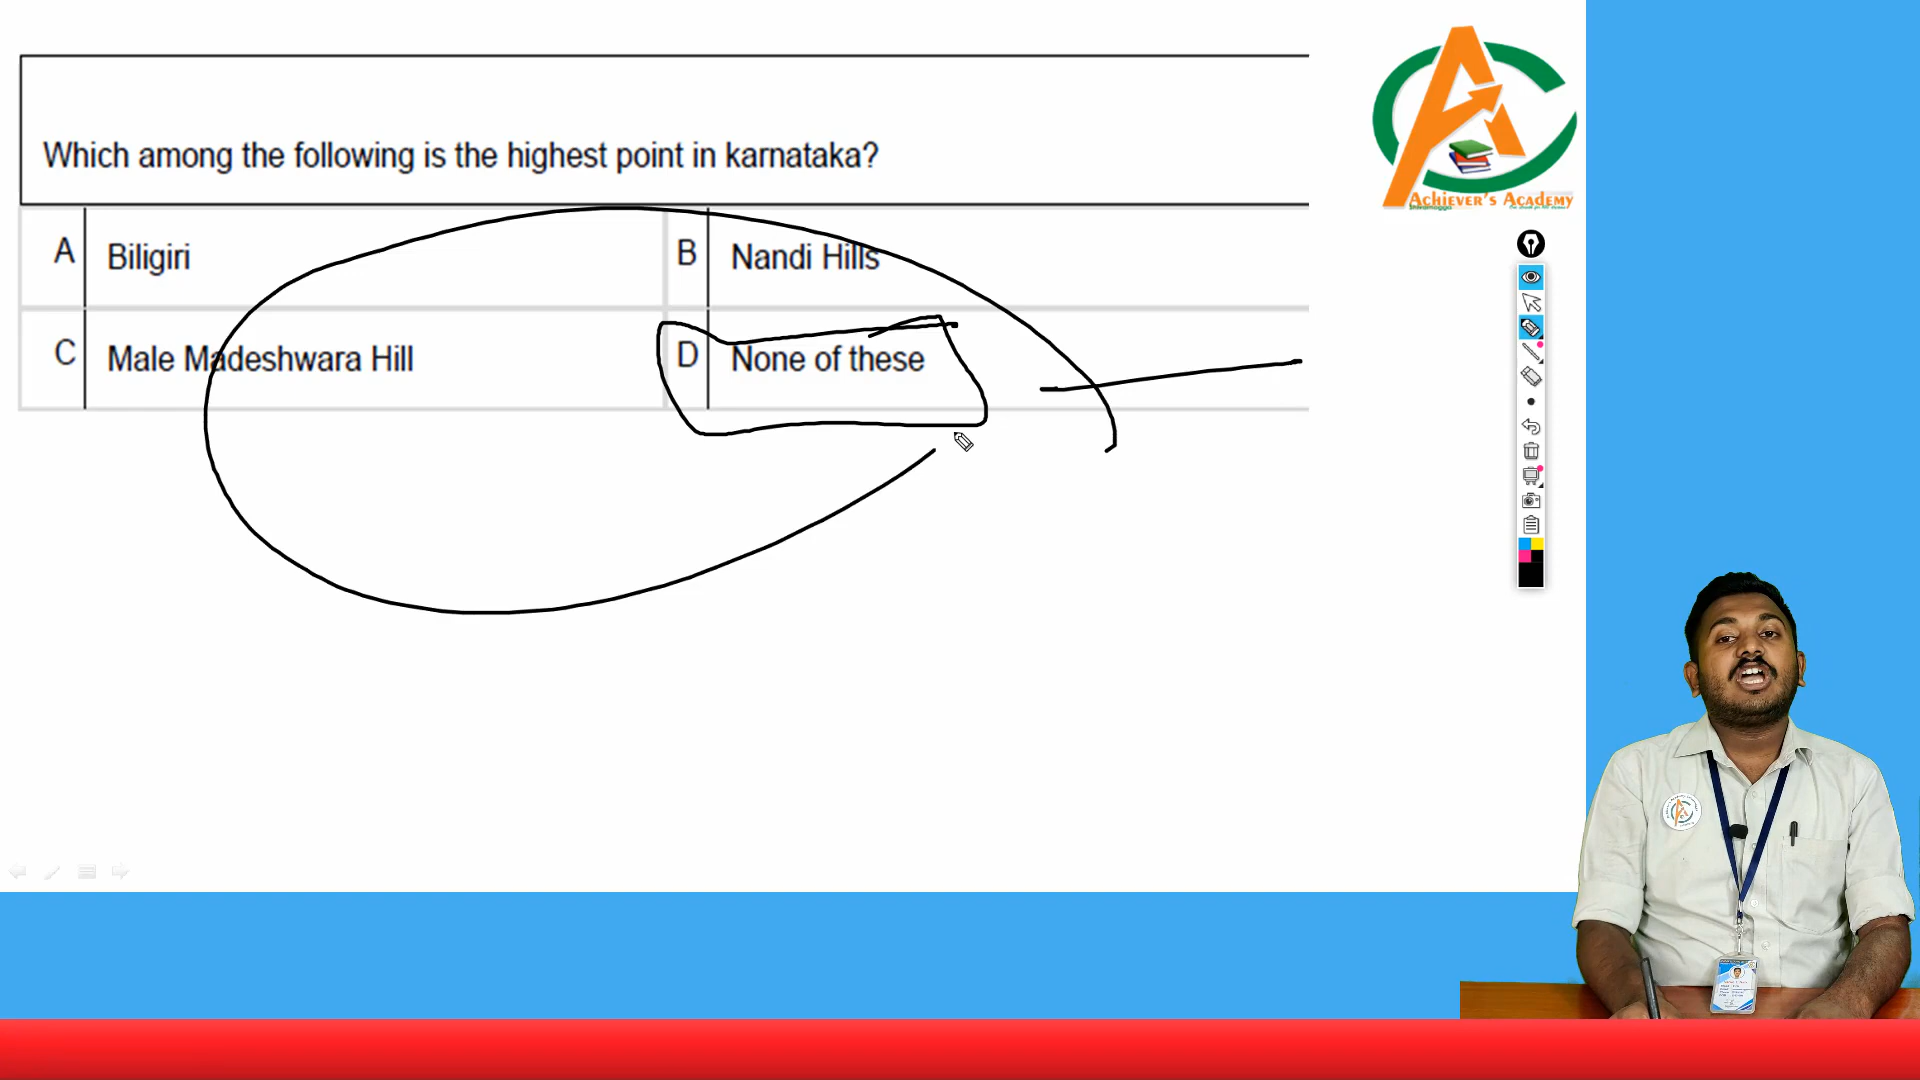 Which among the following is the highest point in karnataka?
A Biligiri B Nandi Hills
C Male Madeshwara Hill D None of these
ACHIEVER'S ACADEMY
Shivamogga